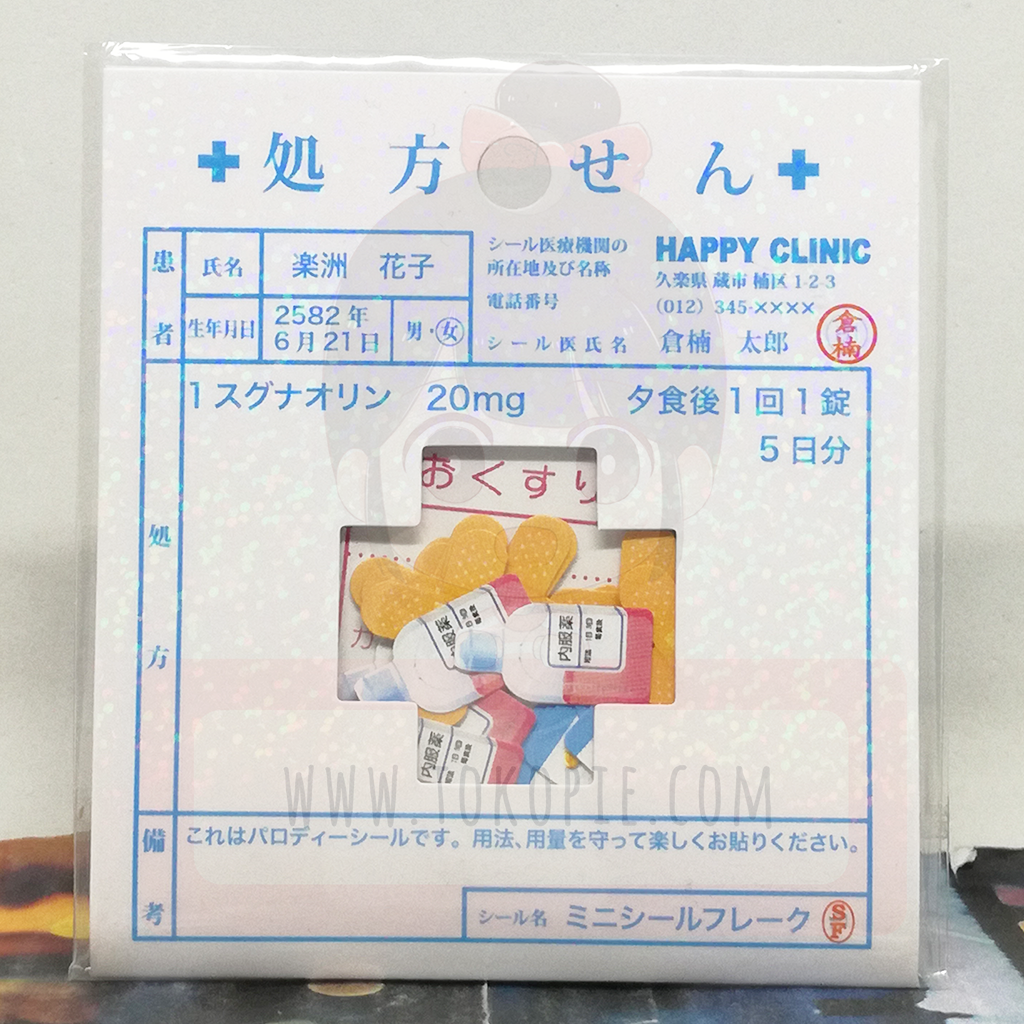 処方せん
患者
氏名 楽洲 花子
生年月日 2582年6月21日 男・女
シール医療機関の
所在地及び名称
HAPPY CLINIC
久楽県 蔵市 楠区 1-2-3
電話番号 (012) 345-××××
シール医氏名 倉楠 太郎
倉楠
処方
1 スグナオリン 20mg 夕食後1回1錠
5日分
おくすり
カ
内服薬
内服薬
内服薬
WWW.TOKOPIE.COM
備考
これはパロディーシールです。用法、用量を守って楽しくお貼りください。
シール名 ミニシールフレーク
SF